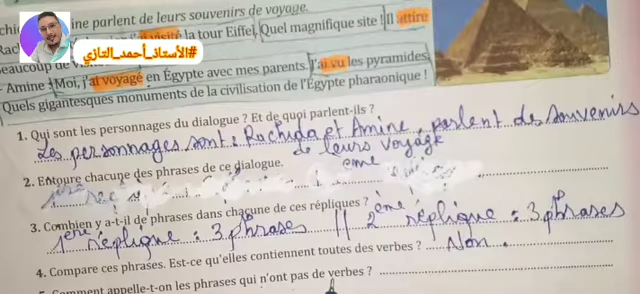 ine parlent de leurs souvenirs de voyage.
visité la tour Eiffel. Quel magnifique site ! Il attire
beaucoup de
#الأستاذ_أحمد_التازي
- Amine : Moi, j'ai voyagé en Égypte avec mes parents. J'ai vu les pyramides.
Quels gigantesques monuments de la civilisation de l'Égypte pharaonique !
1. Qui sont les personnages du dialogue ? Et de quoi parlent-ils ?
Les personnages sont : Rachida et Amine, parlent des souvenirs
de leurs voyage
2. Entoure chacune des phrases de ce dialogue.
eme
3. Combien y a-t-il de phrases dans chacune de ces répliques ?
1ère réplique : 3 phrases // 2ème réplique : 3 phrases
4. Compare ces phrases. Est-ce qu'elles contiennent toutes des verbes ? Non.
Comment appelle-t-on les phrases qui n'ont pas de verbes ?